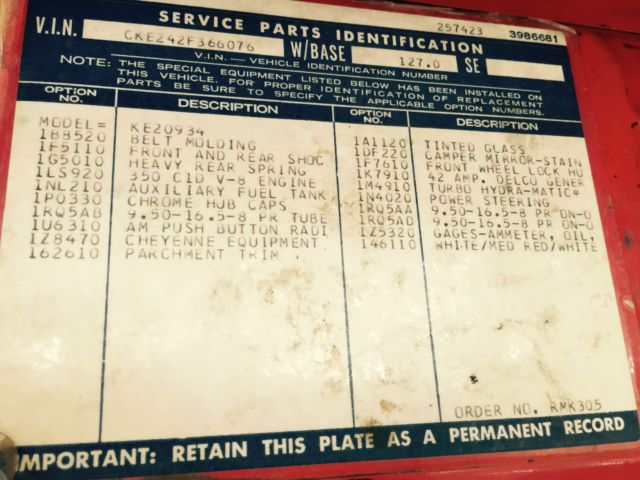 SERVICE PARTS IDENTIFICATION
257423 3986681
V.I.N. CKE242F366076 W/BASE 127.0 SE
V.I.N. — VEHICLE IDENTIFICATION NUMBER
NOTE: THE SPECIAL EQUIPMENT LISTED BELOW HAS BEEN INSTALLED ON
THIS VEHICLE. FOR PROPER IDENTIFICATION OF REPLACEMENT
PARTS BE SURE TO SPECIFY THE APPLICABLE OPTION NUMBERS.
OPTION NO. DESCRIPTION OPTION NO. DESCRIPTION
MODEL= KE20934
1B8520 BELT MOLDING 1A1120 TINTED GLASS
1F5110 FRONT AND REAR SHOC 1DF220 CAMPER MIRROR-STAIN
1G5010 HEAVY REAR SPRING 1F7610 FRONT WHEEL LOCK HU
1LS920 350 CID V-8 ENGINE 1K7910 42 AMP. DELCO GENER
1NL210 AUXILIARY FUEL TANK 1M4910 TURBO HYDRA-MATIC*
1P0330 CHROME HUB CAPS 1N4020 POWER STEERING
1RQ5AB 9.50-16.5-8 PR TUBE 1RQ5AA 9.50-16.5-8 PR ON-O
1U6310 AM PUSH BUTTON RADI 1RQ5AD 9.50-16.5-8 PR ON-O
1Z8470 CHEYENNE EQUIPMENT 1Z5320 GAGES-AMMETER, OIL,
162610 PARCHMENT TRIM 146110 WHITE/MED RED/WHITE
ORDER NO. RMK305
IMPORTANT: RETAIN THIS PLATE AS A PERMANENT RECORD